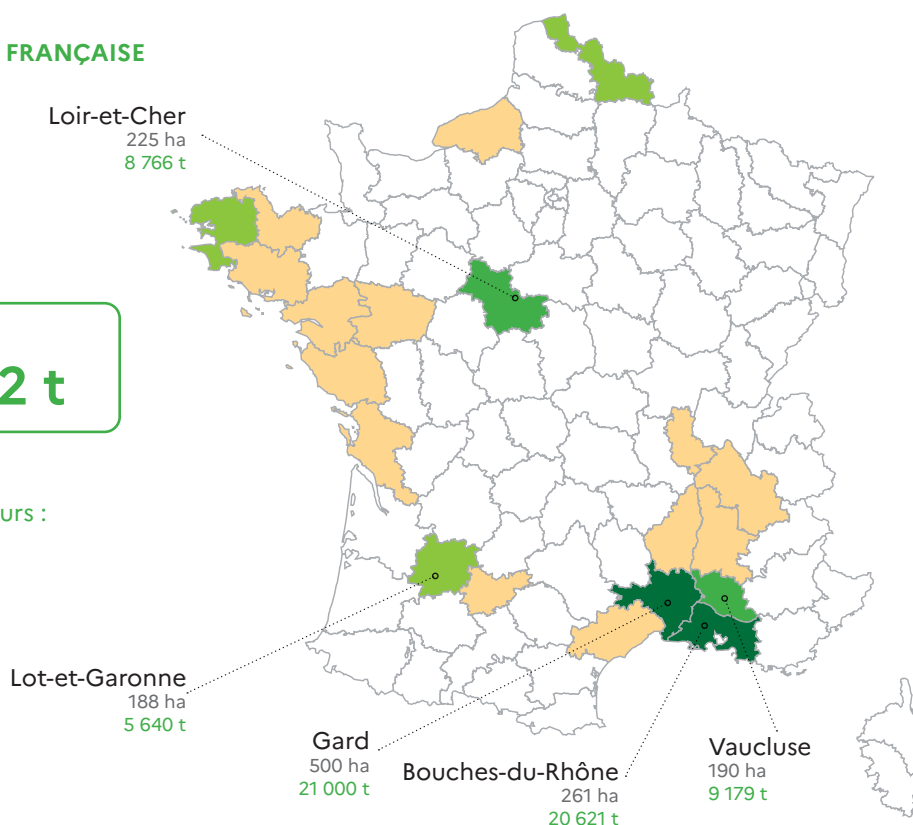 FRANÇAISE
Loir-et-Cher
225 ha
8 766 t
2 t
urs :
Lot-et-Garonne
188 ha
5 640 t
Gard
500 ha
21 000 t
Bouches-du-Rhône
261 ha
20 621 t
Vaucluse
190 ha
9 179 t